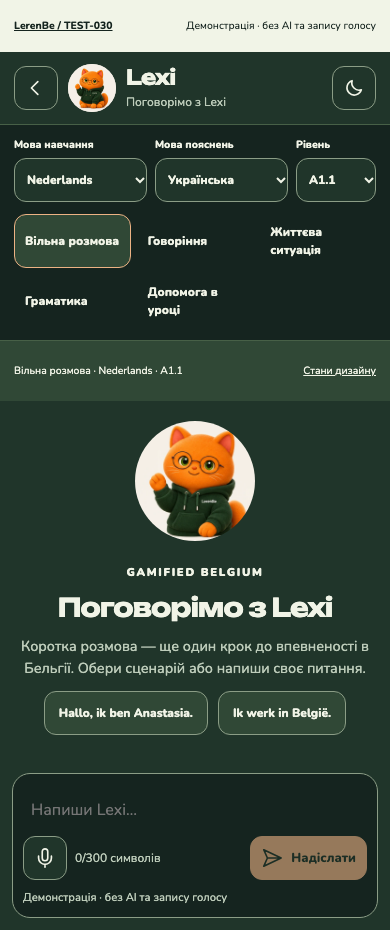 LerenBe / TEST-030
Демонстрація · без AI та запису голосу
Lexi
Поговорімо з Lexi
Мова навчання
Мова пояснень
Рівень
Nederlands
Українська
A1.1
Вільна розмова
Говоріння
Життєва
ситуація
Граматика
Допомога в
уроці
Вільна розмова · Nederlands · A1.1
Стани дизайну
LerenBe
GAMIFIED BELGIUM
Поговорімо з Lexi
Коротка розмова — ще один крок до впевненості в
Бельгії. Обери сценарій або напиши своє питання.
Hallo, ik ben Anastasia.
Ik werk in België.
Напиши Lexi...
0/300 символів
Надіслати
Демонстрація · без AI та запису голосу